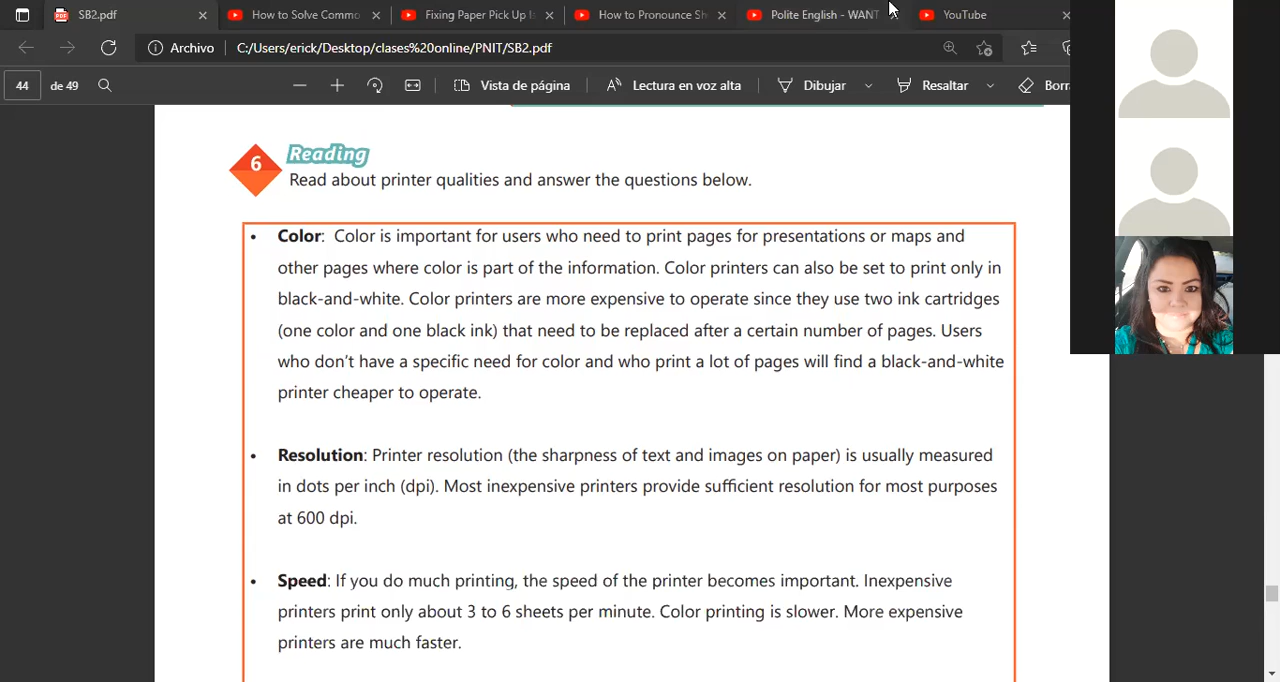 SB2.pdf
How to Solve Commo
Fixing Paper Pick Up Is
How to Pronounce Sh
Polite English - WANT
YouTube
Archivo
C:/Users/erick/Desktop/clases%20online/PNIT/SB2.pdf
44 de 49
Vista de página
Lectura en voz alta
Dibujar
Resaltar
Borr
6
Reading
Read about printer qualities and answer the questions below.
• Color: Color is important for users who need to print pages for presentations or maps and
other pages where color is part of the information. Color printers can also be set to print only in
black-and-white. Color printers are more expensive to operate since they use two ink cartridges
(one color and one black ink) that need to be replaced after a certain number of pages. Users
who don't have a specific need for color and who print a lot of pages will find a black-and-white
printer cheaper to operate.
• Resolution: Printer resolution (the sharpness of text and images on paper) is usually measured
in dots per inch (dpi). Most inexpensive printers provide sufficient resolution for most purposes
at 600 dpi.
• Speed: If you do much printing, the speed of the printer becomes important. Inexpensive
printers print only about 3 to 6 sheets per minute. Color printing is slower. More expensive
printers are much faster.